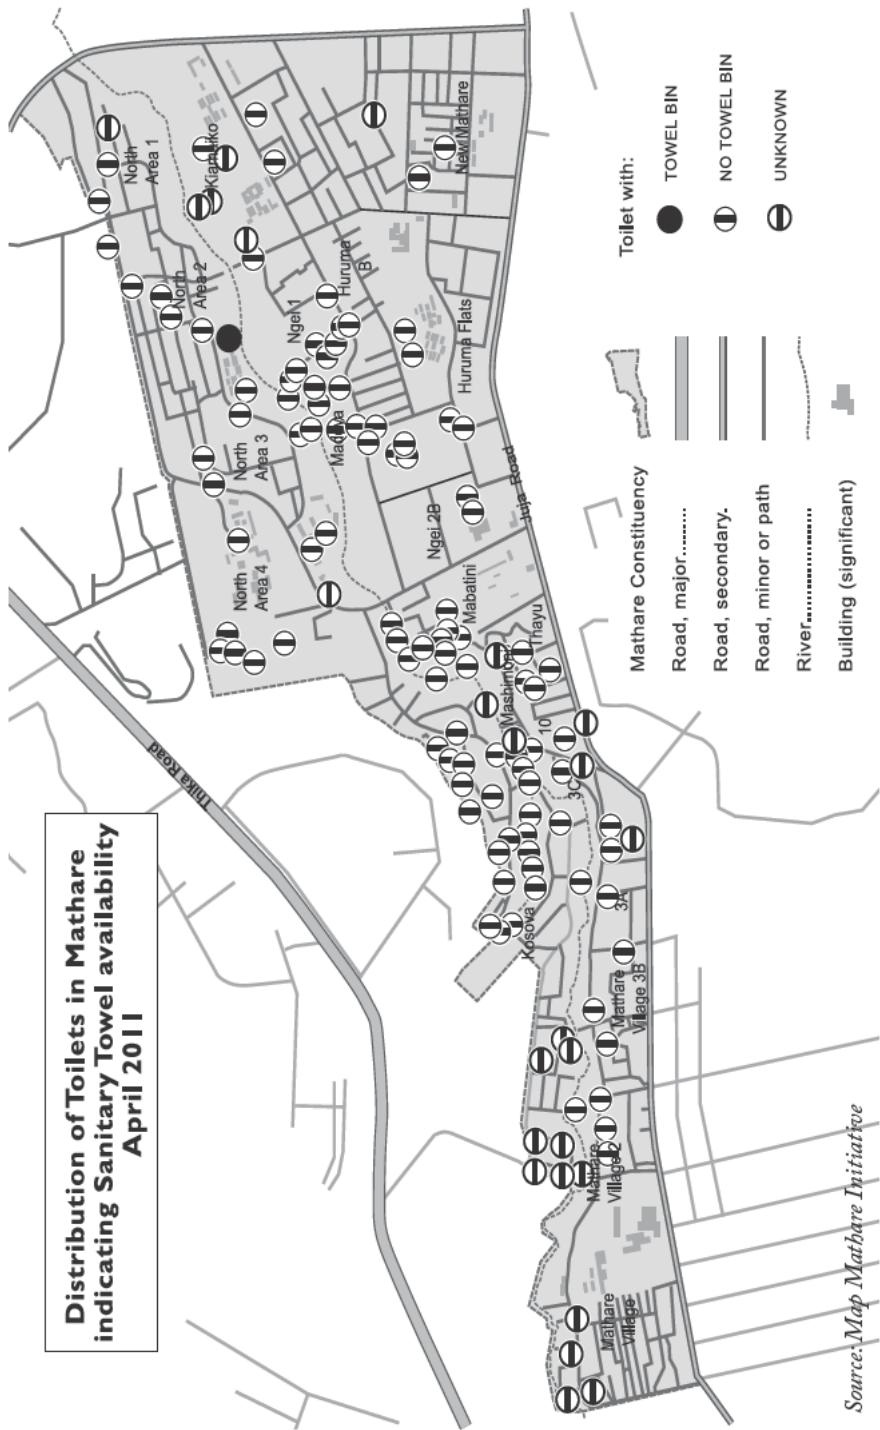 Distribution of Toilets in Mathare
indicating Sanitary Towel availability
April 2011
Thika Road
North
Area 1
Kiamaiko
New Mathare
North
Area 2
Huruma
B
Ngei 1
Huruma Flats
North
Area 3
Madoya
Ngei 2B
Juja Road
North
Area 4
Mabatini
Thayu
Mashimoni
10
3C
Kosova
3A
Mathare
Village 3B
Mathare
Village 2
Mathare
Village
Toilet with:
TOWEL BIN
NO TOWEL BIN
UNKNOWN
Mathare Constituency
Road, major........
Road, secondary.
Road, minor or path
River...................
Building (significant)
Source: Map Mathare Initiative